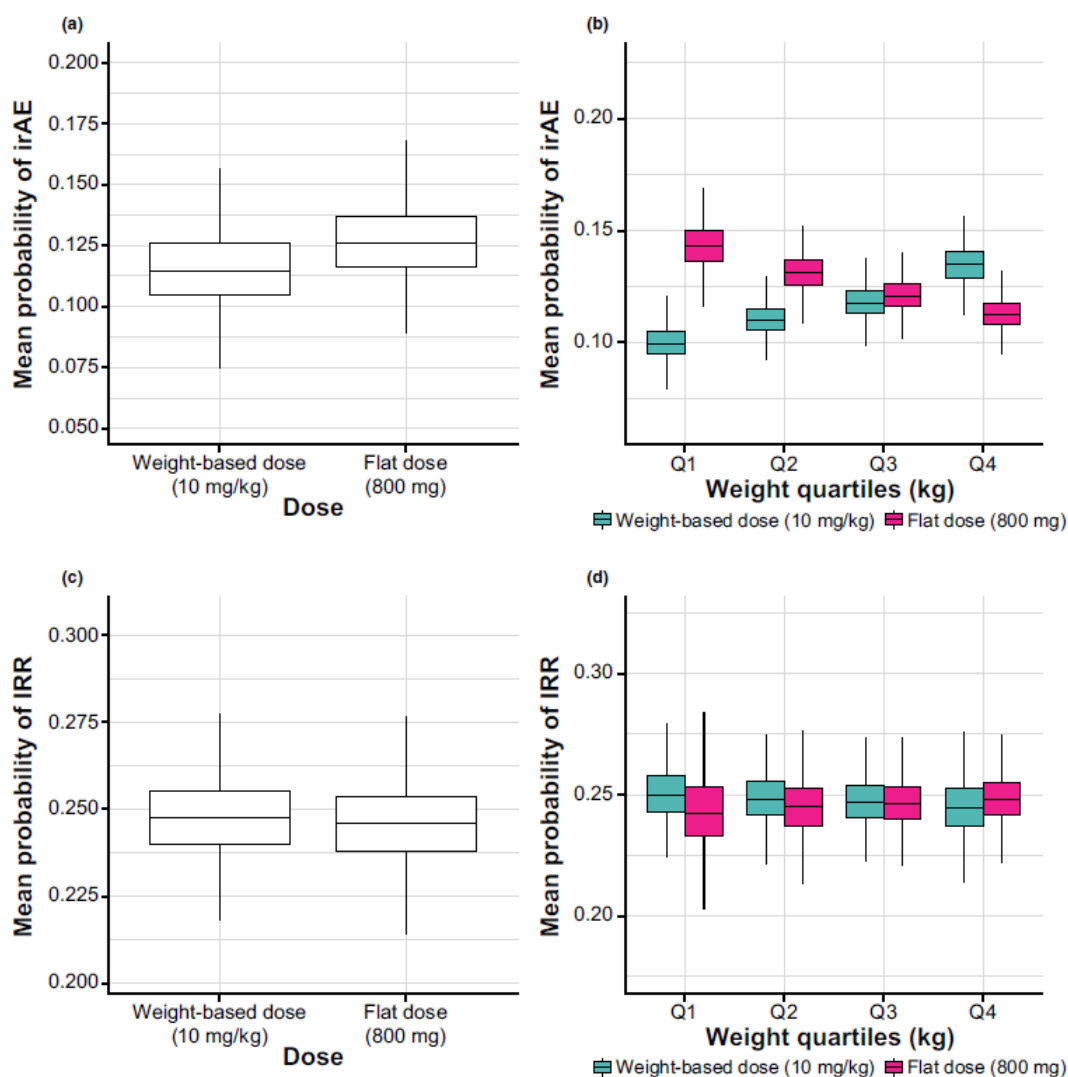 (a)
Mean probability of irAE
0.200
0.175
0.150
0.125
0.100
0.075
0.050
Weight-based dose
(10 mg/kg)
Flat dose
(800 mg)
Dose
(b)
Mean probability of irAE
0.20
0.15
0.10
Q1
Q2
Q3
Q4
Weight quartiles (kg)
Weight-based dose (10 mg/kg)
Flat dose (800 mg)
(c)
Mean probability of IRR
0.300
0.275
0.250
0.225
0.200
Weight-based dose
(10 mg/kg)
Flat dose
(800 mg)
Dose
(d)
Mean probability of IRR
0.30
0.25
0.20
Q1
Q2
Q3
Q4
Weight quartiles (kg)
Weight-based dose (10 mg/kg)
Flat dose (800 mg)